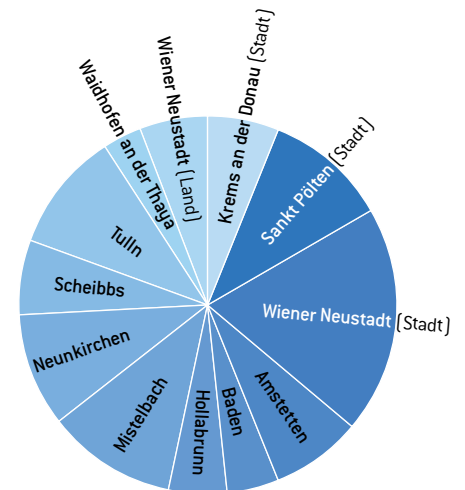 Krems an der Donau (Stadt)
Sankt Pölten (Stadt)
Wiener Neustadt (Stadt)
Amstetten
Baden
Hollabrunn
Mistelbach
Neunkirchen
Scheibbs
Tulln
Waidhofen an der Thaya
Wiener Neustadt (Land)